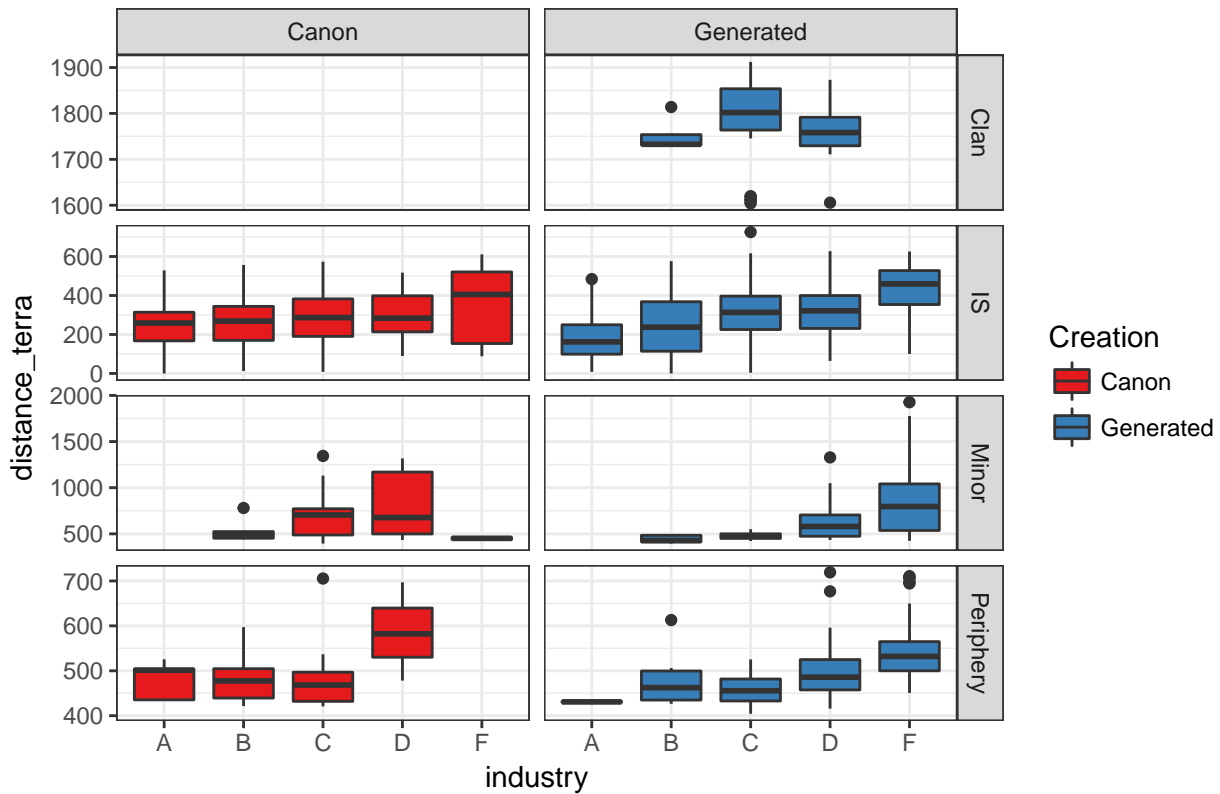 Canon Generated
1900
1800
1700
1600
Clan
600
400
200
0
IS
2000
1500
1000
500
Minor
700
600
500
400
Periphery
A B C D F A B C D F
industry
distance_terra
Creation
Canon
Generated